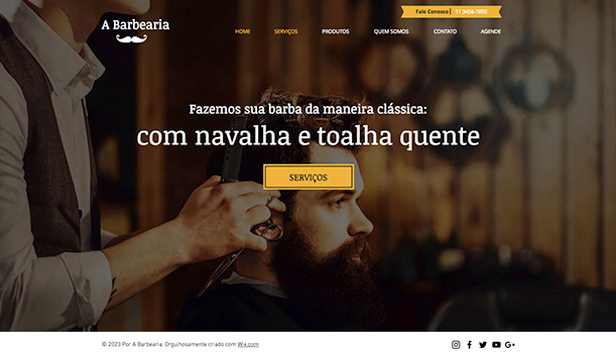 A Barbearia
Fale Conosco | 11 3456-7890
HOME SERVIÇOS PRODUTOS QUEM SOMOS CONTATO AGENDE
Fazemos sua barba da maneira clássica:
com navalha e toalha quente
SERVIÇOS
© 2023 Por A Barbearia. Orgulhosamente criado com Wix.com